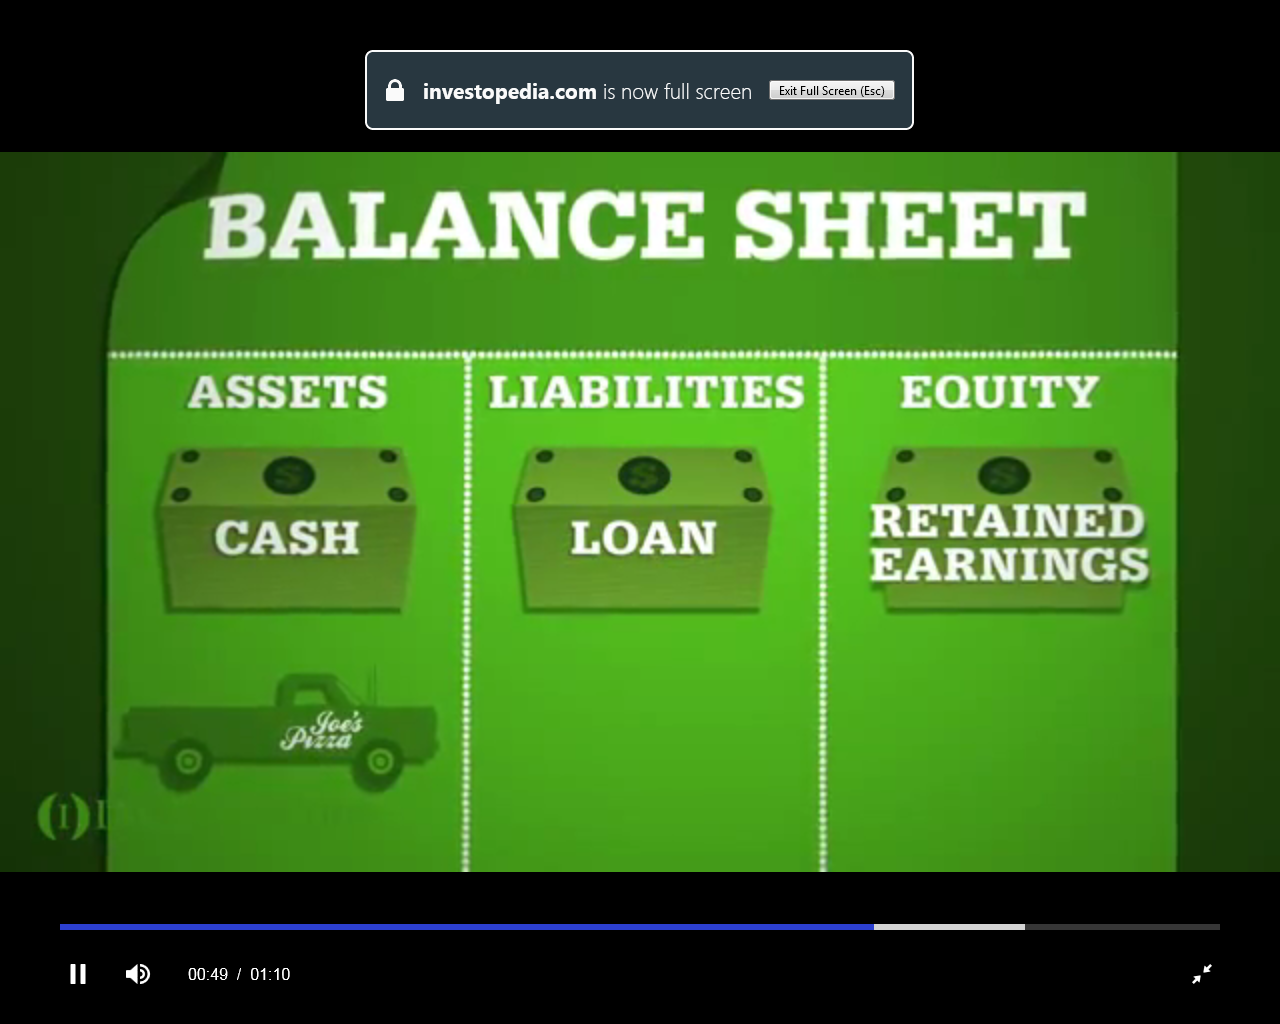 investopedia.com is now full screen
Exit Full Screen (Esc)
BALANCE SHEET
ASSETS
LIABILITIES
EQUITY
$
$
$
CASH
LOAN
RETAINED
EARNINGS
Joe's
Pizza
(I)
00:49 / 01:10